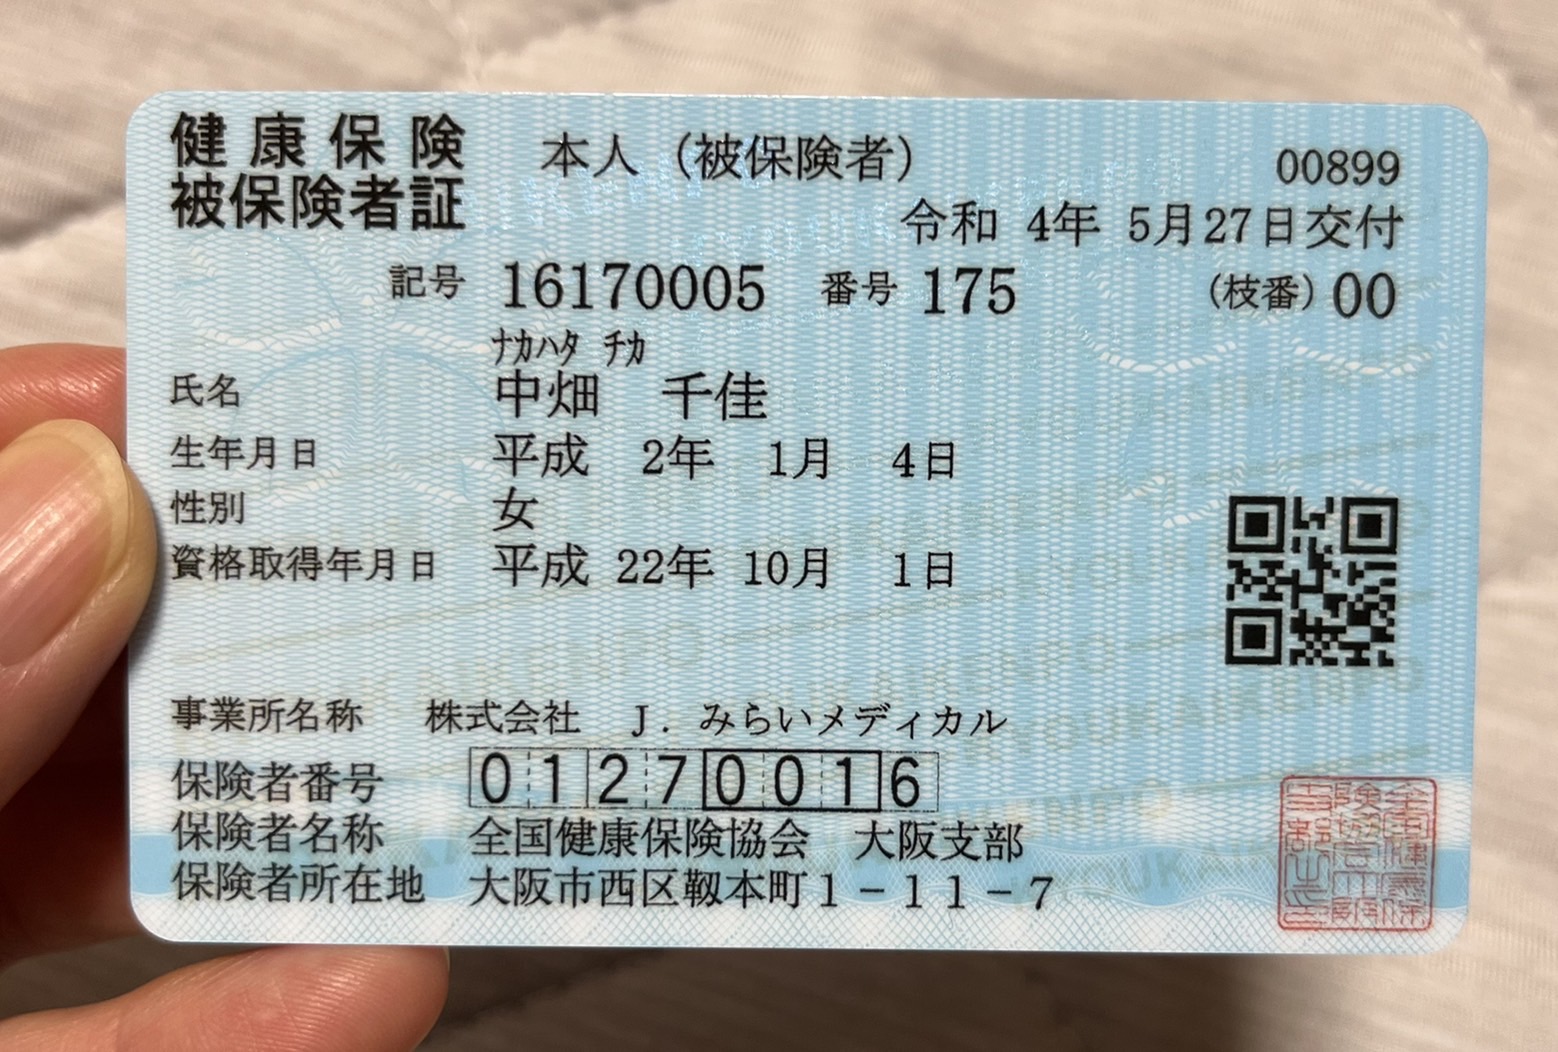 健康保険 本人（被保険者） 00899
被保険者証
令和 4年 5月27日交付
記号 16170005 番号 175 （枝番）00
ﾅｶﾊﾀ ﾁｶ
氏名 中畑 千佳
生年月日 平成 2年 1月 4日
性別 女
資格取得年月日 平成 22年 10月 1日
事業所名称 株式会社 J．みらいメディカル
保険者番号 01270016
保険者名称 全国健康保険協会 大阪支部
保険者所在地 大阪市西区靱本町1－11－7